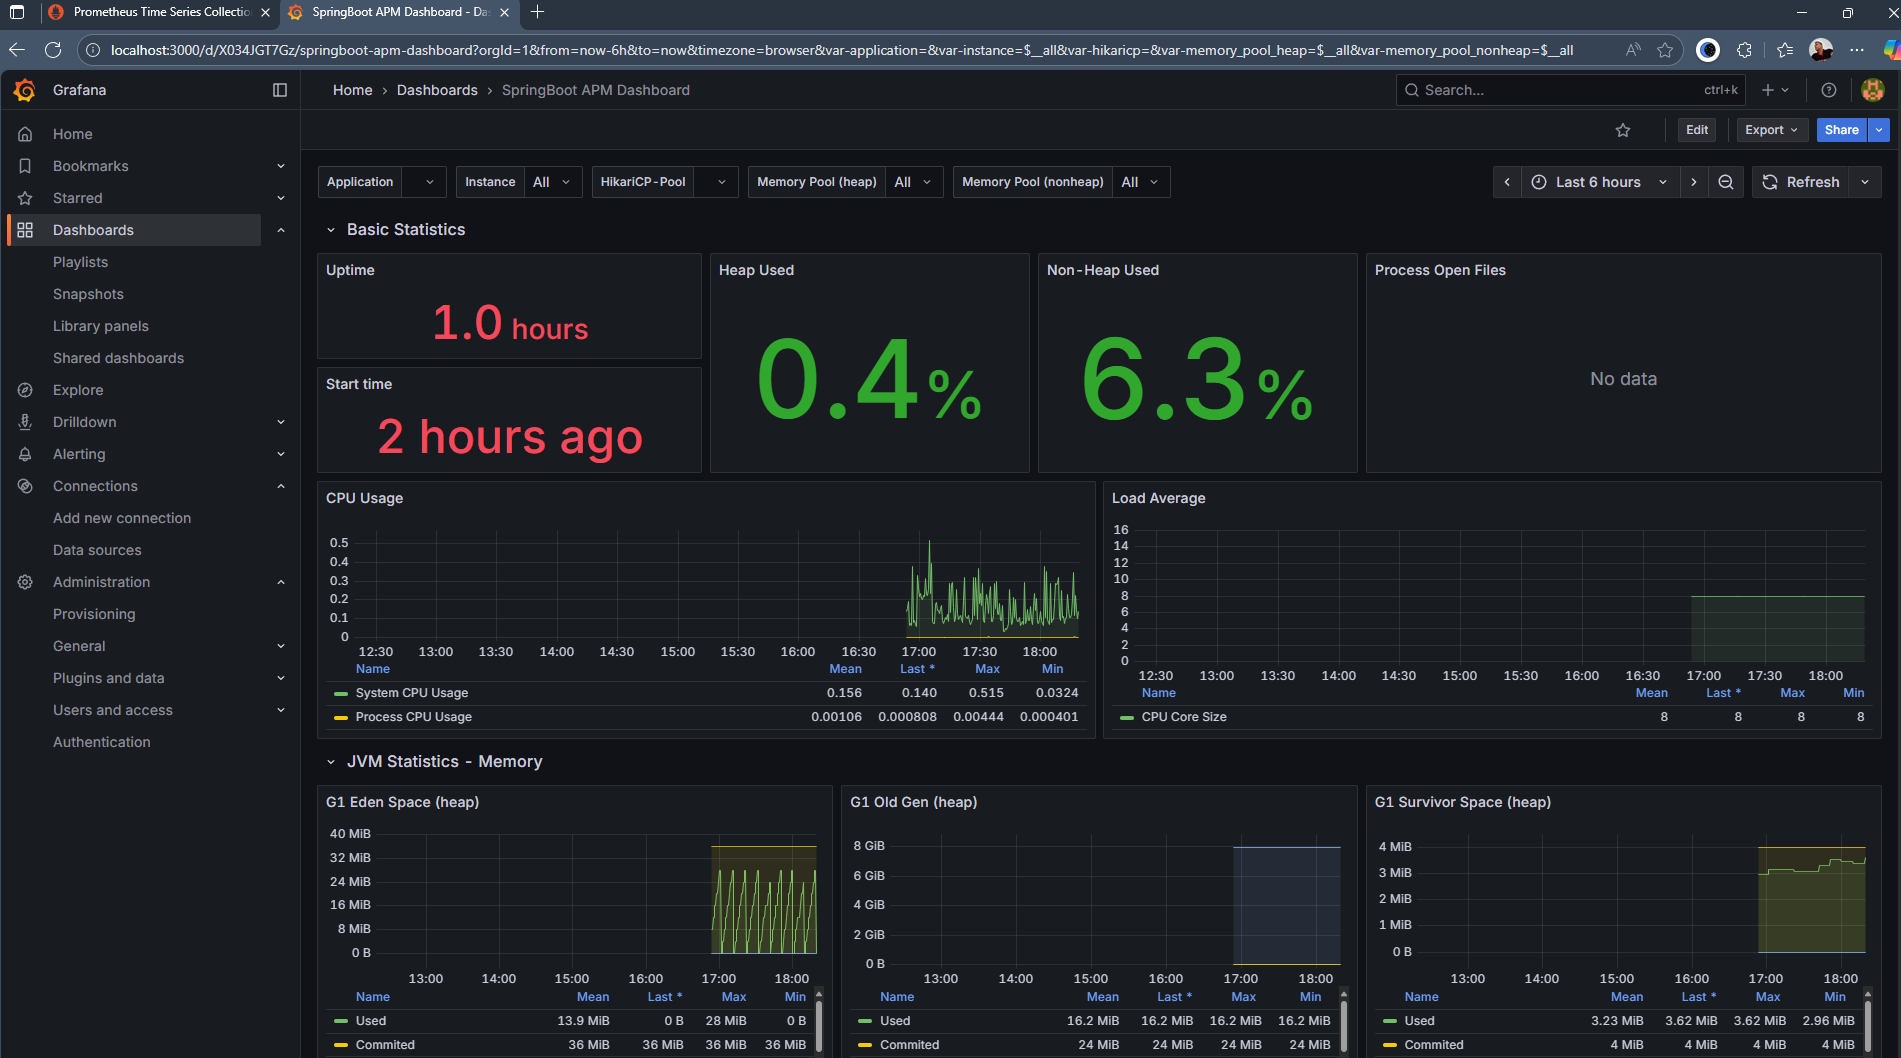 Prometheus Time Series Collectio
SpringBoot APM Dashboard - Da
localhost:3000/d/X034JGT7Gz/springboot-apm-dashboard?orgId=1&from=now-6h&to=now&timezone=browser&var-application=&var-instance=$__all&var-hikaricp=&var-memory_pool_heap=$__all&var-memory_pool_nonheap=$__all
Grafana
Home › Dashboards › SpringBoot APM Dashboard
Search... ctrl+k
Edit Export Share
Home
Bookmarks
Starred
Dashboards
Playlists
Snapshots
Library panels
Shared dashboards
Explore
Drilldown
Alerting
Connections
Add new connection
Data sources
Administration
Provisioning
General
Plugins and data
Users and access
Authentication
Application Instance All HikariCP-Pool Memory Pool (heap) All Memory Pool (nonheap) All
Last 6 hours Refresh
Basic Statistics
Uptime
1.0 hours
Start time
2 hours ago
Heap Used
0.4%
Non-Heap Used
6.3%
Process Open Files
No data
CPU Usage
0.5
0.4
0.3
0.2
0.1
0
12:30 13:00 13:30 14:00 14:30 15:00 15:30 16:00 16:30 17:00 17:30 18:00
Name Mean Last * Max Min
System CPU Usage 0.156 0.140 0.515 0.0324
Process CPU Usage 0.00106 0.000808 0.00444 0.000401
Load Average
16
14
12
10
8
6
4
2
0
12:30 13:00 13:30 14:00 14:30 15:00 15:30 16:00 16:30 17:00 17:30 18:00
Name Mean Last * Max Min
CPU Core Size 8 8 8 8
JVM Statistics - Memory
G1 Eden Space (heap)
40 MiB
32 MiB
24 MiB
16 MiB
8 MiB
0 B
13:00 14:00 15:00 16:00 17:00 18:00
Name Mean Last * Max Min
Used 13.9 MiB 0 B 28 MiB 0 B
Commited 36 MiB 36 MiB 36 MiB 36 MiB
G1 Old Gen (heap)
8 GiB
6 GiB
4 GiB
2 GiB
0 B
13:00 14:00 15:00 16:00 17:00 18:00
Name Mean Last * Max Min
Used 16.2 MiB 16.2 MiB 16.2 MiB 16.2 MiB
Commited 24 MiB 24 MiB 24 MiB 24 MiB
G1 Survivor Space (heap)
4 MiB
3 MiB
2 MiB
1 MiB
0 B
13:00 14:00 15:00 16:00 17:00 18:00
Name Mean Last * Max Min
Used 3.23 MiB 3.62 MiB 3.62 MiB 2.96 MiB
Commited 4 MiB 4 MiB 4 MiB 4 MiB